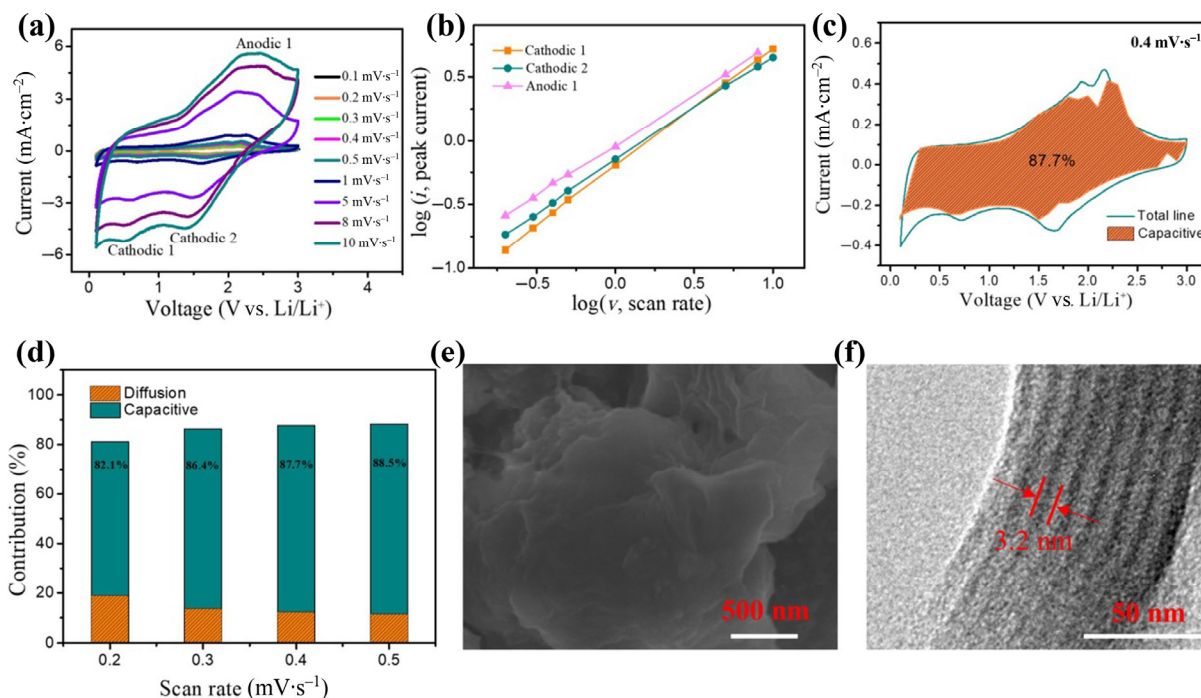 (a)
Current (mA·cm⁻²)
6
3
0
−3
−6
Anodic 1
Cathodic 1
Cathodic 2
0.1 mV·s⁻¹
0.2 mV·s⁻¹
0.3 mV·s⁻¹
0.4 mV·s⁻¹
0.5 mV·s⁻¹
1 mV·s⁻¹
5 mV·s⁻¹
8 mV·s⁻¹
10 mV·s⁻¹
0 1 2 3 4
Voltage (V vs. Li/Li⁺)
(b)
log (i, peak current)
0.5
0.0
−0.5
−1.0
Cathodic 1
Cathodic 2
Anodic 1
−0.5 0.0 0.5 1.0
log(v, scan rate)
(c)
0.4 mV·s⁻¹
Current (mA·cm⁻²)
0.6
0.4
0.2
0.0
−0.2
−0.4
87.7%
Total line
Capacitive
0.0 0.5 1.0 1.5 2.0 2.5 3.0
Voltage (V vs. Li/Li⁺)
(d)
Contribution (%)
100
80
60
40
20
0
Diffusion
Capacitive
82.1% 86.4% 87.7% 88.5%
0.2 0.3 0.4 0.5
Scan rate (mV·s⁻¹)
(e)
500 nm
(f)
3.2 nm
50 nm